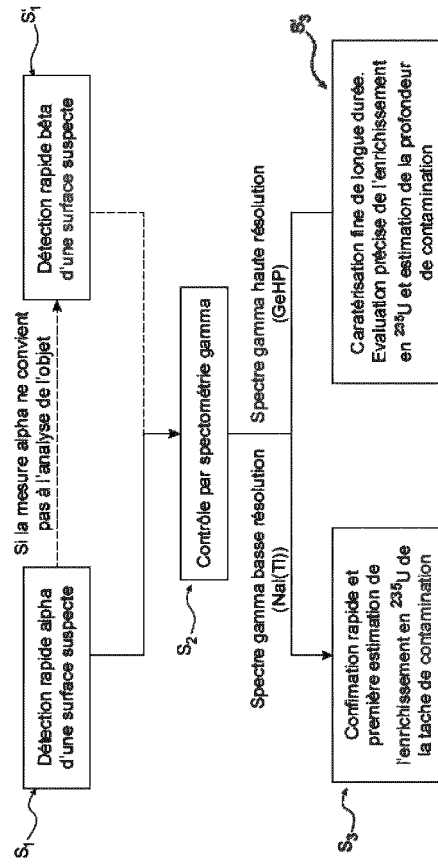 S₁
Détection rapide alpha
d'une surface suspecte
Si la mesure alpha ne convient
pas à l'analyse de l'objet
S'₁
Détection rapide bêta
d'une surface suspecte
S₂
Contrôle par spectométrie gamma
Spectre gamma basse résolution
(NaI(Tl))
Spectre gamma haute résolution
(GeHP)
S₃
Confimation rapide et
première estimation de
l'enrichissement en ²³⁵U de
la tache de contamination
S'₃
Caratérisation fine de longue durée.
Evaluation précise de l'enrichissement
en ²³⁵U et estimation de la profondeur
de contamination